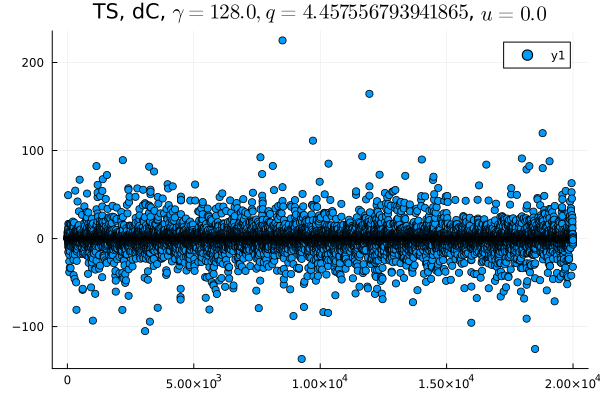 TS, dC, γ = 128.0, q = 4.457556793941865, u = 0.0
y1
200
100
0
−100
0 5.00×10³ 1.00×10⁴ 1.50×10⁴ 2.00×10⁴